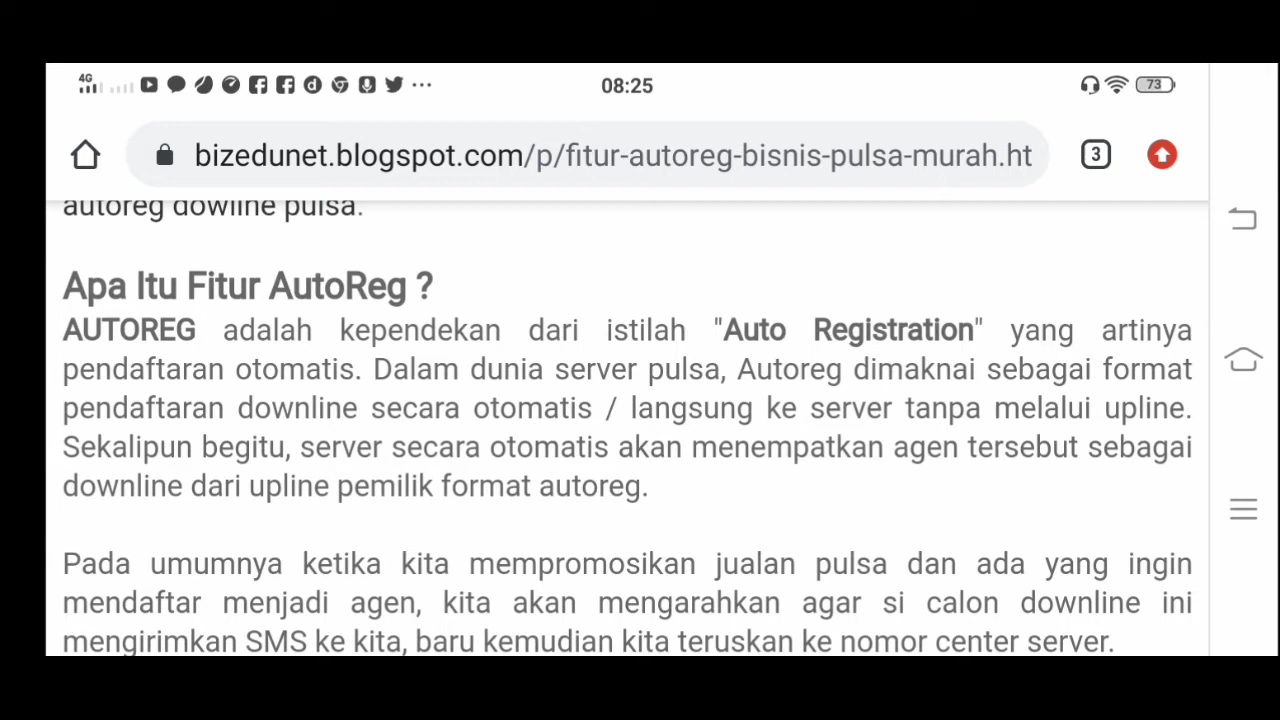 4G 08:25 73
bizedunet.blogspot.com/p/fitur-autoreg-bisnis-pulsa-murah.ht 3
autoreg dowline pulsa.
Apa Itu Fitur AutoReg ?
AUTOREG adalah kependekan dari istilah "Auto Registration" yang artinya
pendaftaran otomatis. Dalam dunia server pulsa, Autoreg dimaknai sebagai format
pendaftaran downline secara otomatis / langsung ke server tanpa melalui upline.
Sekalipun begitu, server secara otomatis akan menempatkan agen tersebut sebagai
downline dari upline pemilik format autoreg.
Pada umumnya ketika kita mempromosikan jualan pulsa dan ada yang ingin
mendaftar menjadi agen, kita akan mengarahkan agar si calon downline ini
mengirimkan SMS ke kita, baru kemudian kita teruskan ke nomor center server.